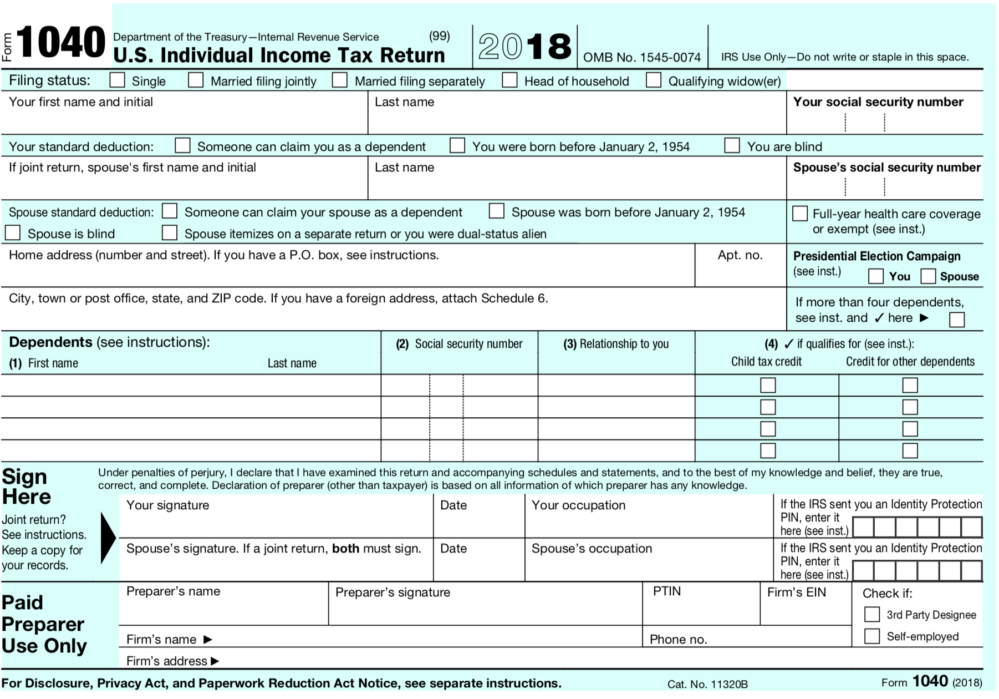 Form 1040 Department of the Treasury—Internal Revenue Service (99)
U.S. Individual Income Tax Return 2018 OMB No. 1545-0074 IRS Use Only—Do not write or staple in this space.
Filing status: Single Married filing jointly Married filing separately Head of household Qualifying widow(er)
Your first name and initial Last name Your social security number
Your standard deduction: Someone can claim you as a dependent You were born before January 2, 1954 You are blind
If joint return, spouse's first name and initial Last name Spouse’s social security number
Spouse standard deduction: Someone can claim your spouse as a dependent Spouse was born before January 2, 1954 Full-year health care coverage
Spouse is blind Spouse itemizes on a separate return or you were dual-status alien or exempt (see inst.)
Home address (number and street). If you have a P.O. box, see instructions. Apt. no. Presidential Election Campaign
(see inst.) You Spouse
City, town or post office, state, and ZIP code. If you have a foreign address, attach Schedule 6. If more than four dependents,
see inst. and ✓ here ▶
Dependents (see instructions): (2) Social security number (3) Relationship to you (4) ✓ if qualifies for (see inst.):
(1) First name Last name Child tax credit Credit for other dependents
Sign
Here
Under penalties of perjury, I declare that I have examined this return and accompanying schedules and statements, and to the best of my knowledge and belief, they are true,
correct, and complete. Declaration of preparer (other than taxpayer) is based on all information of which preparer has any knowledge.
Joint return?
See instructions.
Keep a copy for
your records.
Your signature Date Your occupation If the IRS sent you an Identity Protection
PIN, enter it
here (see inst.)
Spouse’s signature. If a joint return, both must sign. Date Spouse’s occupation If the IRS sent you an Identity Protection
PIN, enter it
here (see inst.)
Paid
Preparer
Use Only
Preparer’s name Preparer’s signature PTIN Firm’s EIN Check if:
3rd Party Designee
Firm’s name ▶ Phone no. Self-employed
Firm’s address ▶
For Disclosure, Privacy Act, and Paperwork Reduction Act Notice, see separate instructions. Cat. No. 11320B Form 1040 (2018)